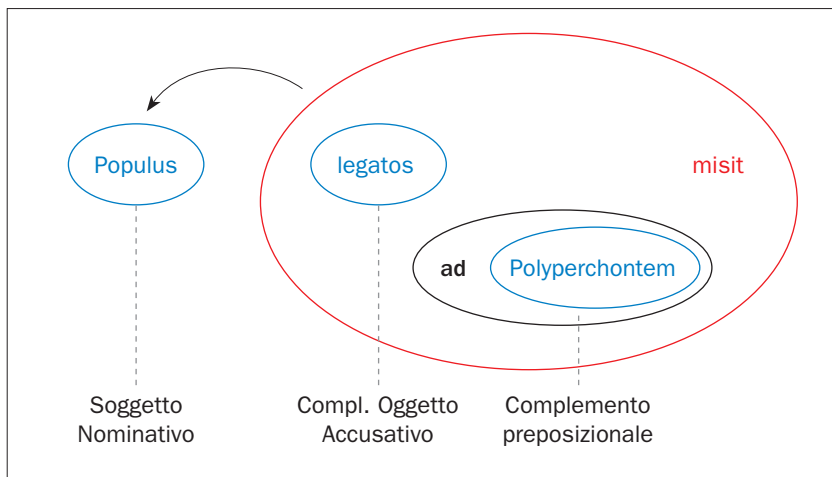 Populus
legatos
misit
ad Polyperchontem
Soggetto
Nominativo
Compl. Oggetto
Accusativo
Complemento
preposizionale